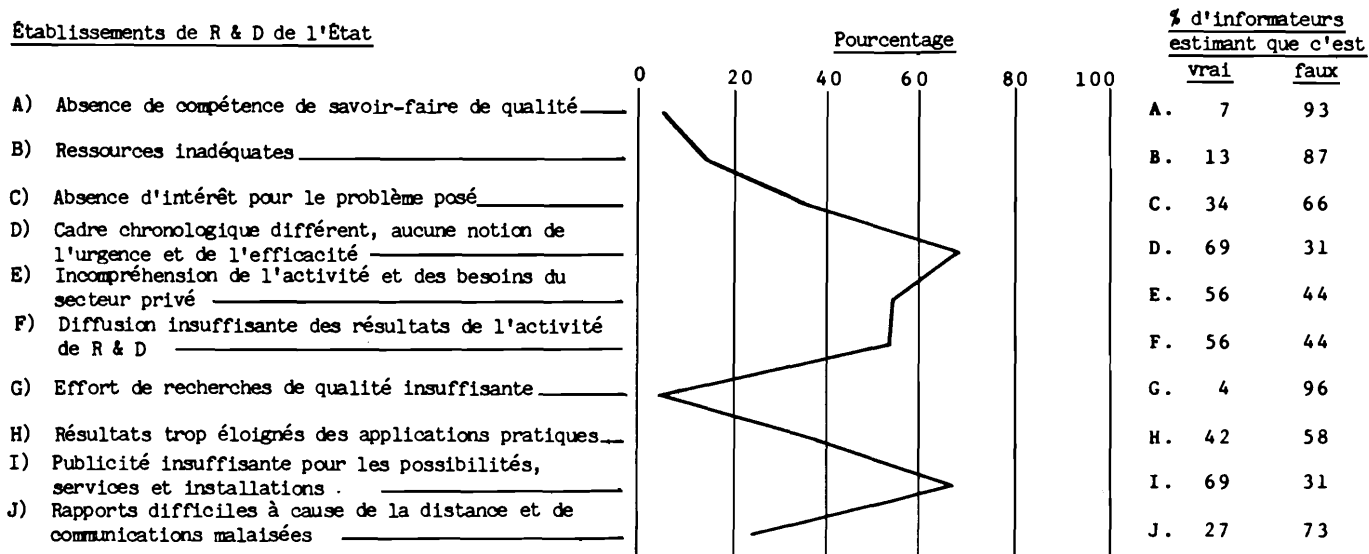 % d'informateurs
Établissements de R & D de l'État Pourcentage estimant que c'est
vrai faux
0 20 40 60 80 100
A) Absence de compétence de savoir-faire de qualité A. 7 93
B) Ressources inadéquates B. 13 87
C) Absence d'intérêt pour le problème posé C. 34 66
D) Cadre chronologique différent, aucune notion de
l'urgence et de l'efficacité D. 69 31
E) Incompréhension de l'activité et des besoins du
secteur privé E. 56 44
F) Diffusion insuffisante des résultats de l'activité
de R & D F. 56 44
G) Effort de recherches de qualité insuffisante G. 4 96
H) Résultats trop éloignés des applications pratiques H. 42 58
I) Publicité insuffisante pour les possibilités,
services et installations . I. 69 31
J) Rapports difficiles à cause de la distance et de
communications malaisées J. 27 73